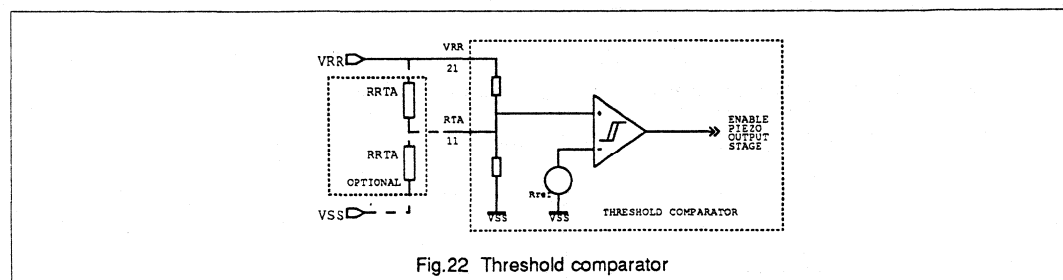 VRR
VRR
21
RRTA
RTA
11
RRTA
OPTIONAL
VSS
+
-
Rref
VSS
VSS
ENABLE
PIEZO
OUTPUT
STAGE
THRESHOLD COMPARATOR
Fig.22 Threshold comparator